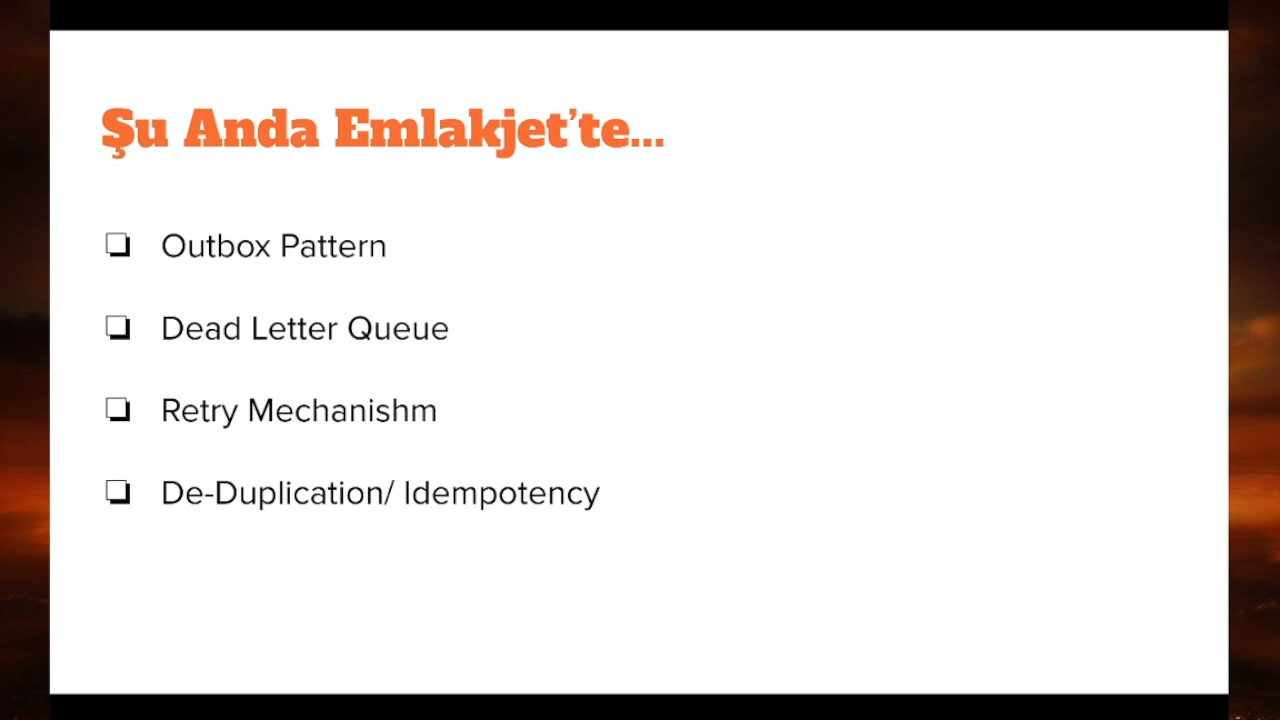 Şu Anda Emlakjet’te...
❏ Outbox Pattern
❏ Dead Letter Queue
❏ Retry Mechanishm
❏ De-Duplication/ Idempotency